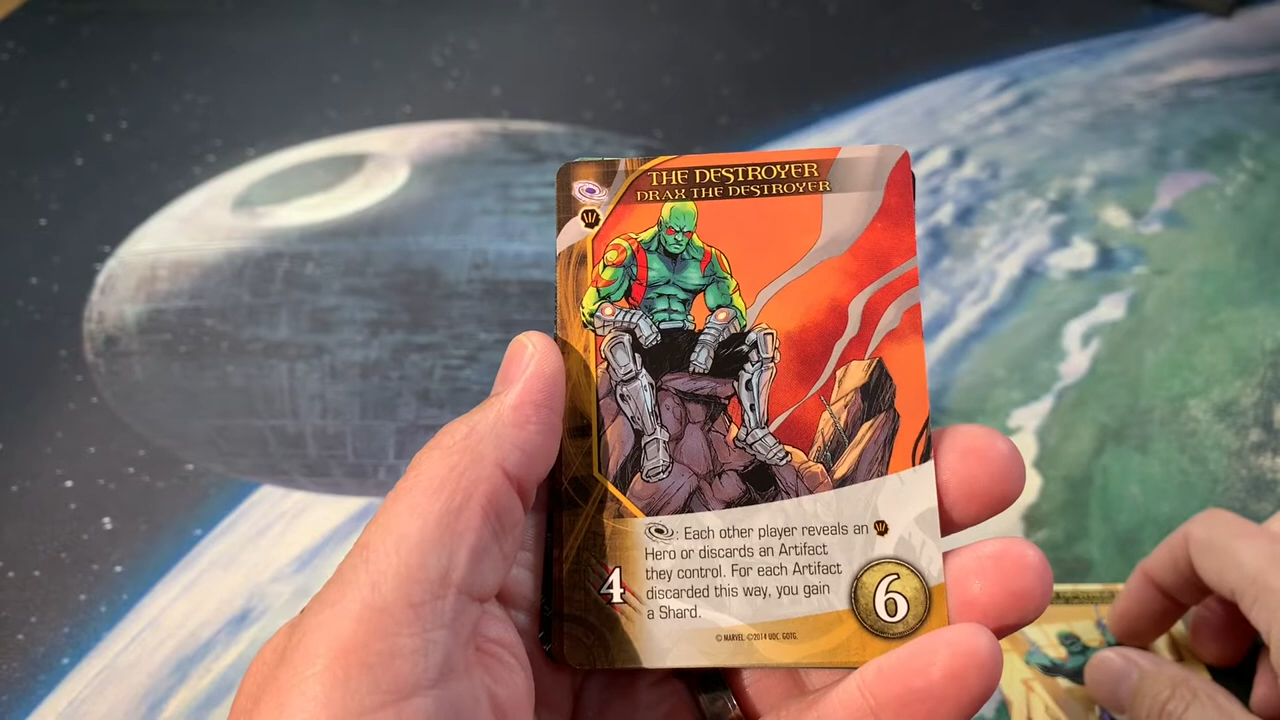 THE DESTROYER
DRAX THE DESTROYER
: Each other player reveals an
Hero or discards an Artifact
they control. For each Artifact
discarded this way, you gain
a Shard.
4
6
© MARVEL. ©2014 UDC. GOTG.